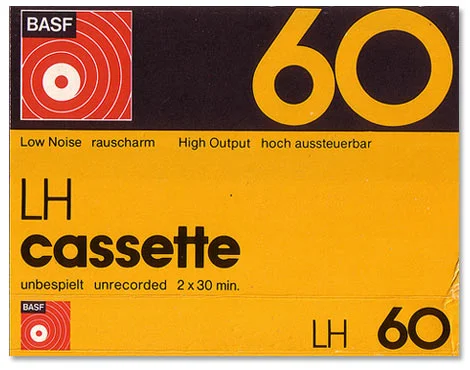 BASF
60
Low Noise rauscharm High Output hoch aussteuerbar
LH
cassette
unbespielt unrecorded 2 x 30 min.
BASF
LH 60